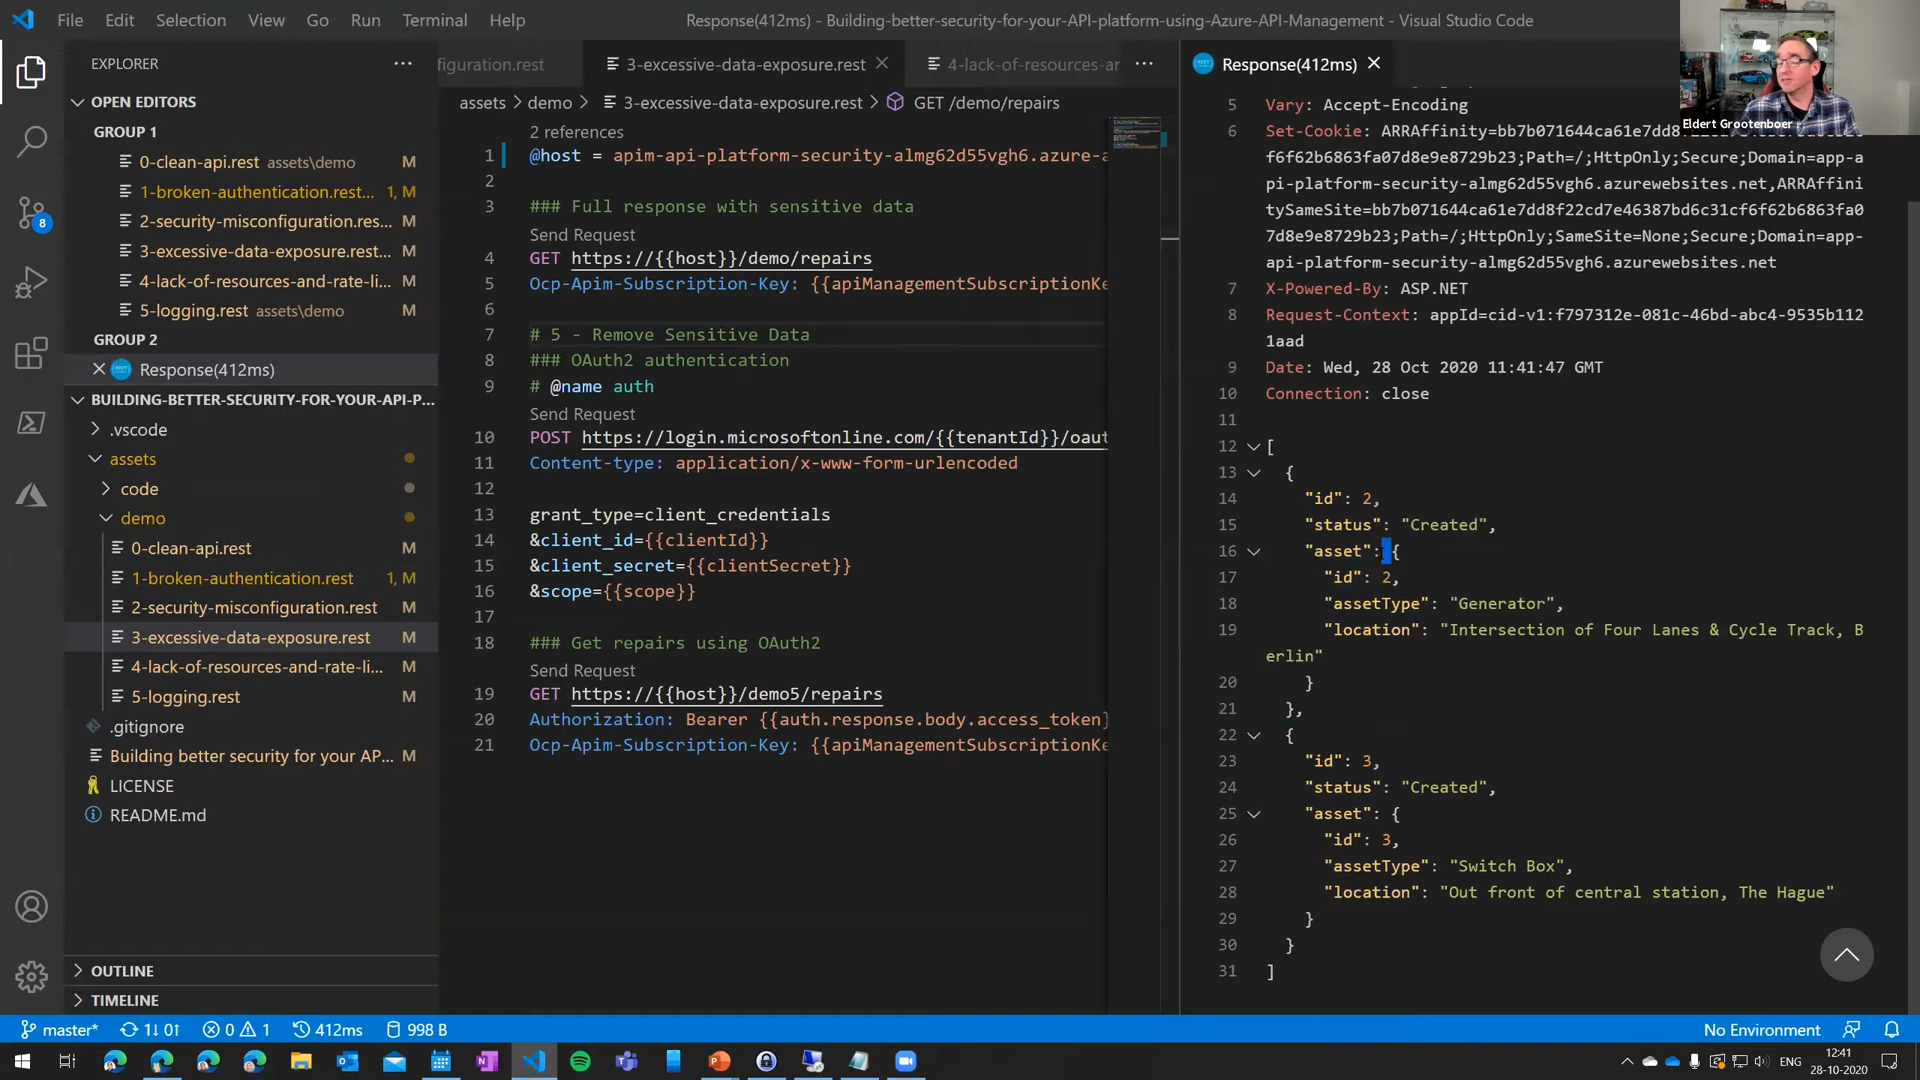 File Edit Selection View Go Run Terminal Help
Response(412ms) - Building-better-security-for-your-API-platform-using-Azure-API-Management - Visual Studio Code
EXPLORER
OPEN EDITORS
GROUP 1
0-clean-api.rest assets\demo M
1-broken-authentication.rest... 1, M
2-security-misconfiguration.res... M
3-excessive-data-exposure.rest... M
4-lack-of-resources-and-rate-li... M
5-logging.rest assets\demo M
GROUP 2
Response(412ms)
BUILDING-BETTER-SECURITY-FOR-YOUR-API-P...
.vscode
assets
code
demo
0-clean-api.rest M
1-broken-authentication.rest 1, M
2-security-misconfiguration.rest M
3-excessive-data-exposure.rest M
4-lack-of-resources-and-rate-li... M
5-logging.rest M
.gitignore
Building better security for your AP... M
LICENSE
README.md
OUTLINE
TIMELINE
figuration.rest 3-excessive-data-exposure.rest 4-lack-of-resources-ar
assets > demo > 3-excessive-data-exposure.rest > GET /demo/repairs
2 references
1 @host = apim-api-platform-security-almg62d55vgh6.azure-a
2
3 ### Full response with sensitive data
Send Request
4 GET https://{{host}}/demo/repairs
5 Ocp-Apim-Subscription-Key: {{apiManagementSubscriptionKe
6
7 # 5 - Remove Sensitive Data
8 ### OAuth2 authentication
9 # @name auth
Send Request
10 POST https://login.microsoftonline.com/{{tenantId}}/oaut
11 Content-type: application/x-www-form-urlencoded
12
13 grant_type=client_credentials
14 &client_id={{clientId}}
15 &client_secret={{clientSecret}}
16 &scope={{scope}}
17
18 ### Get repairs using OAuth2
Send Request
19 GET https://{{host}}/demo5/repairs
20 Authorization: Bearer {{auth.response.body.access_token}
21 Ocp-Apim-Subscription-Key: {{apiManagementSubscriptionKe
Response(412ms)
5 Vary: Accept-Encoding
6 Set-Cookie: ARRAffinity=bb7b071644ca61e7dd8
f6f62b6863fa07d8e9e8729b23;Path=/;HttpOnly;Secure;Domain=app-a
pi-platform-security-almg62d55vgh6.azurewebsites.net,ARRAffini
tySameSite=bb7b071644ca61e7dd8f22cd7e46387bd6c31cf6f62b6863fa0
7d8e9e8729b23;Path=/;HttpOnly;SameSite=None;Secure;Domain=app-
api-platform-security-almg62d55vgh6.azurewebsites.net
7 X-Powered-By: ASP.NET
8 Request-Context: appId=cid-v1:f797312e-081c-46bd-abc4-9535b112
1aad
9 Date: Wed, 28 Oct 2020 11:41:47 GMT
10 Connection: close
11
12 [
13 {
14 "id": 2,
15 "status": "Created",
16 "asset": {
17 "id": 2,
18 "assetType": "Generator",
19 "location": "Intersection of Four Lanes & Cycle Track, B
erlin"
20 }
21 },
22 {
23 "id": 3,
24 "status": "Created",
25 "asset": {
26 "id": 3,
27 "assetType": "Switch Box",
28 "location": "Out front of central station, The Hague"
29 }
30 }
31 ]
Eldert Grootenboer
8
master* 1↓ 0↑ 0 1 412ms 998 B
No Environment
ENG
12:41
28-10-2020